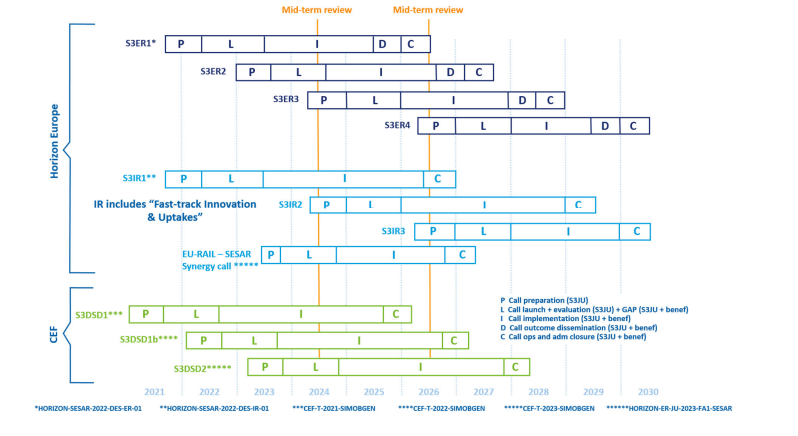 Mid-term review Mid-term review
S3ER1* P L I D C
S3ER2 P L I D C
S3ER3 P L I D C
S3ER4 P L I D C
Horizon Europe
S3IR1** P L I C
IR includes “Fast-track Innovation
& Uptakes”
S3IR2 P L I C
S3IR3 P L I C
EU-RAIL – SESAR
Synergy call *****
P L I C
P Call preparation (S3JU)
L Call launch + evaluation (S3JU) + GAP (S3JU + benef)
I Call implementation (S3JU + benef)
D Call outcome dissemination (S3JU + benef)
C Call ops and adm closure (S3JU + benef)
CEF
S3DSD1*** P L I C
S3DSD1b**** P L I C
S3DSD2***** P L I C
2021 2022 2023 2024 2025 2026 2027 2028 2029 2030
*HORIZON-SESAR-2022-DES-ER-01 **HORIZON-SESAR-2022-DES-IR-01 ***CEF-T-2021-SIMOBGEN ****CEF-T-2022-SIMOBGEN *****CEF-T-2023-SIMOBGEN ******HORIZON-ER-JU-2023-FA1-SESAR